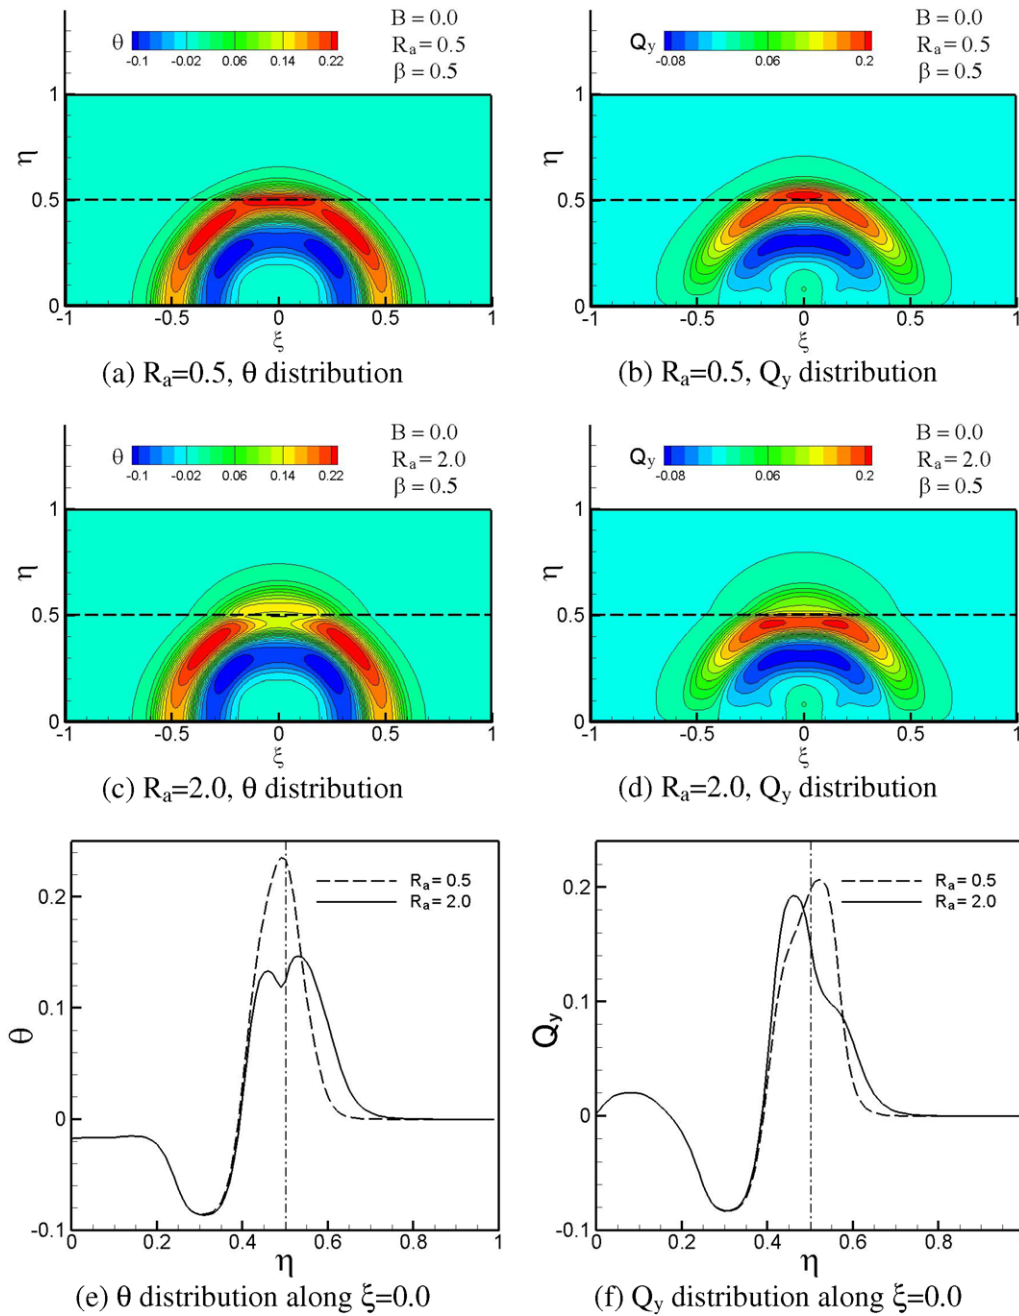 θ
-0.1 -0.02 0.06 0.14 0.22
B = 0.0
Rₐ = 0.5
β = 0.5
η
1
0.5
0
-1 -0.5 0 0.5 1
ξ
(a) Rₐ=0.5, θ distribution
Qy
-0.08 0.06 0.2
B = 0.0
Rₐ = 0.5
β = 0.5
η
1
0.5
0
-1 -0.5 0 0.5 1
ξ
(b) Rₐ=0.5, Qy distribution
θ
-0.1 -0.02 0.06 0.14 0.22
B = 0.0
Rₐ = 2.0
β = 0.5
η
1
0.5
0
-1 -0.5 0 0.5 1
ξ
(c) Rₐ=2.0, θ distribution
Qy
-0.08 0.06 0.2
B = 0.0
Rₐ = 2.0
β = 0.5
η
1
0.5
0
-1 -0.5 0 0.5 1
ξ
(d) Rₐ=2.0, Qy distribution
Rₐ = 0.5
Rₐ = 2.0
θ
0.2
0.1
0
-0.1
0 0.2 0.4 0.6 0.8 1
η
(e) θ distribution along ξ=0.0
Rₐ = 0.5
Rₐ = 2.0
Qy
0.2
0.1
0
-0.1
0 0.2 0.4 0.6 0.8 1
η
(f) Qy distribution along ξ=0.0